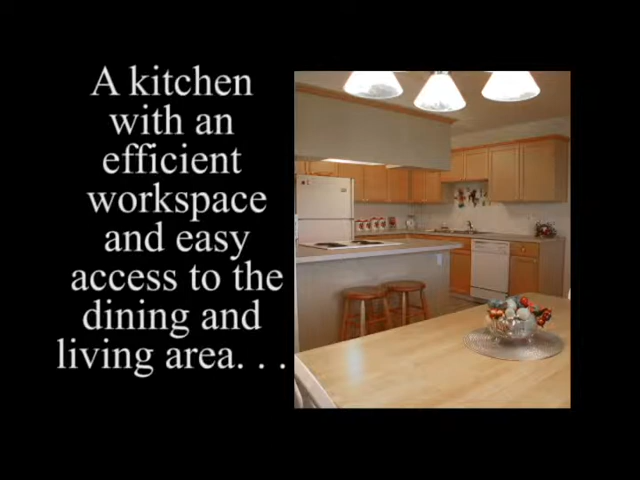 A kitchen
with an
efficient
workspace
and easy
access to the
dining and
living area. . .